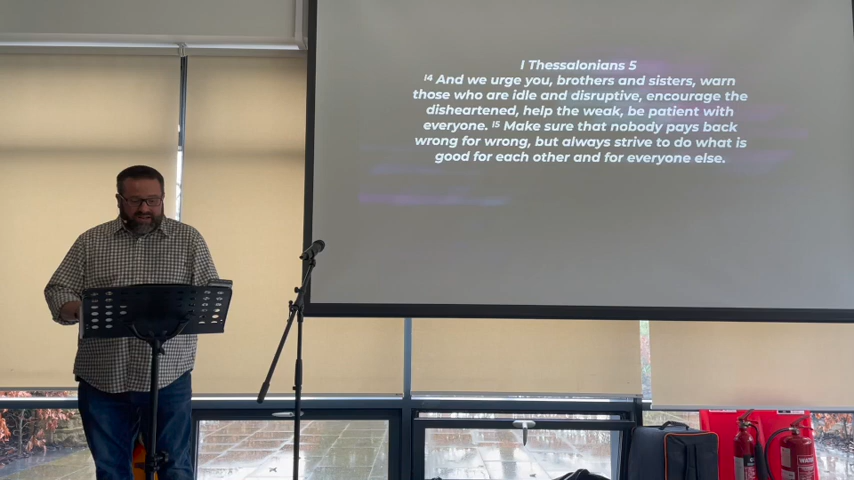 1 Thessalonians 5
14 And we urge you, brothers and sisters, warn
those who are idle and disruptive, encourage the
disheartened, help the weak, be patient with
everyone. 15 Make sure that nobody pays back
wrong for wrong, but always strive to do what is
good for each other and for everyone else.
WATER